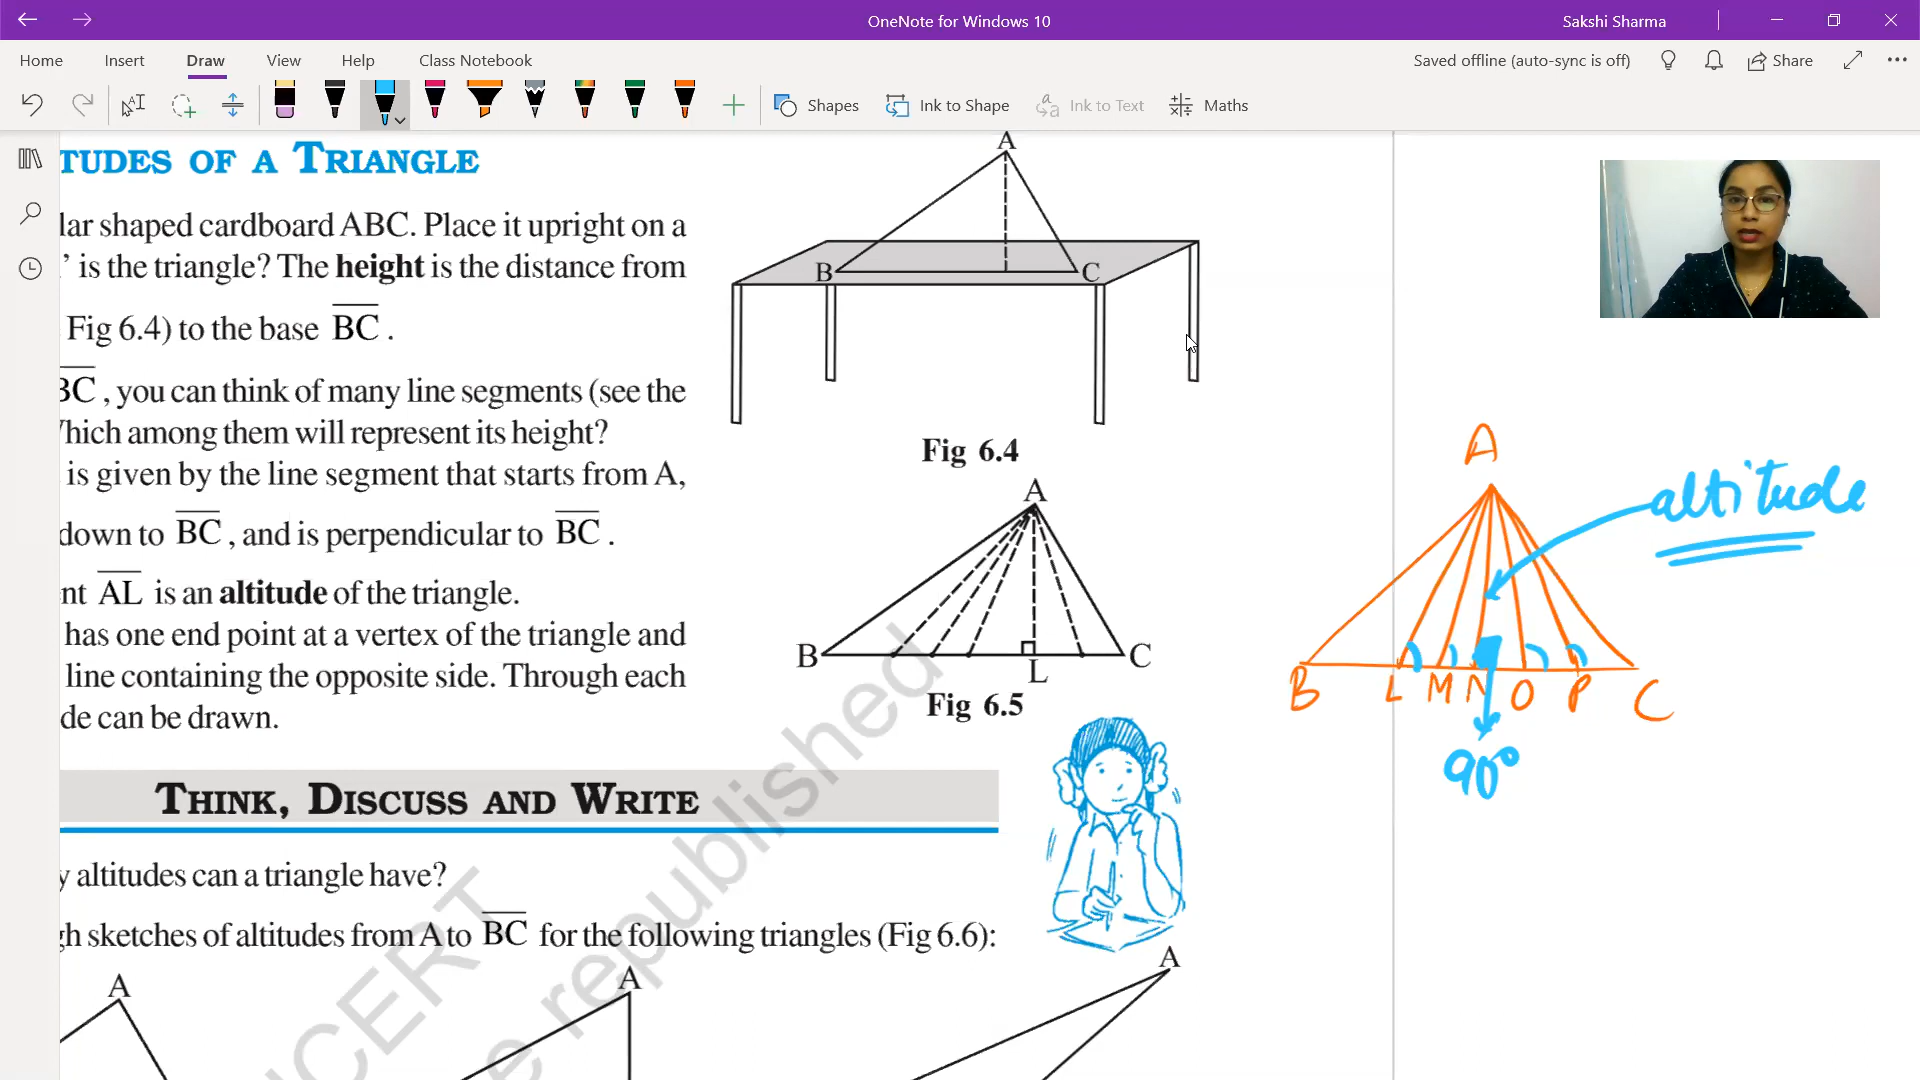 OneNote for Windows 10
Sakshi Sharma
Home Insert Draw View Help Class Notebook
Saved offline (auto-sync is off) Share
Shapes Ink to Shape Ink to Text Maths
TUDES OF A TRIANGLE
lar shaped cardboard ABC. Place it upright on a
' is the triangle? The height is the distance from
Fig 6.4) to the base BC.
BC, you can think of many line segments (see the
Which among them will represent its height?
is given by the line segment that starts from A,
down to BC, and is perpendicular to BC.
nt AL is an altitude of the triangle.
has one end point at a vertex of the triangle and
line containing the opposite side. Through each
de can be drawn.
A
B C
Fig 6.4
A
B L C
Fig 6.5
A
altitude
B L M N O P C
90°
THINK, DISCUSS AND WRITE
y altitudes can a triangle have?
gh sketches of altitudes from A to BC for the following triangles (Fig 6.6):
A A A
NCERT
e republished